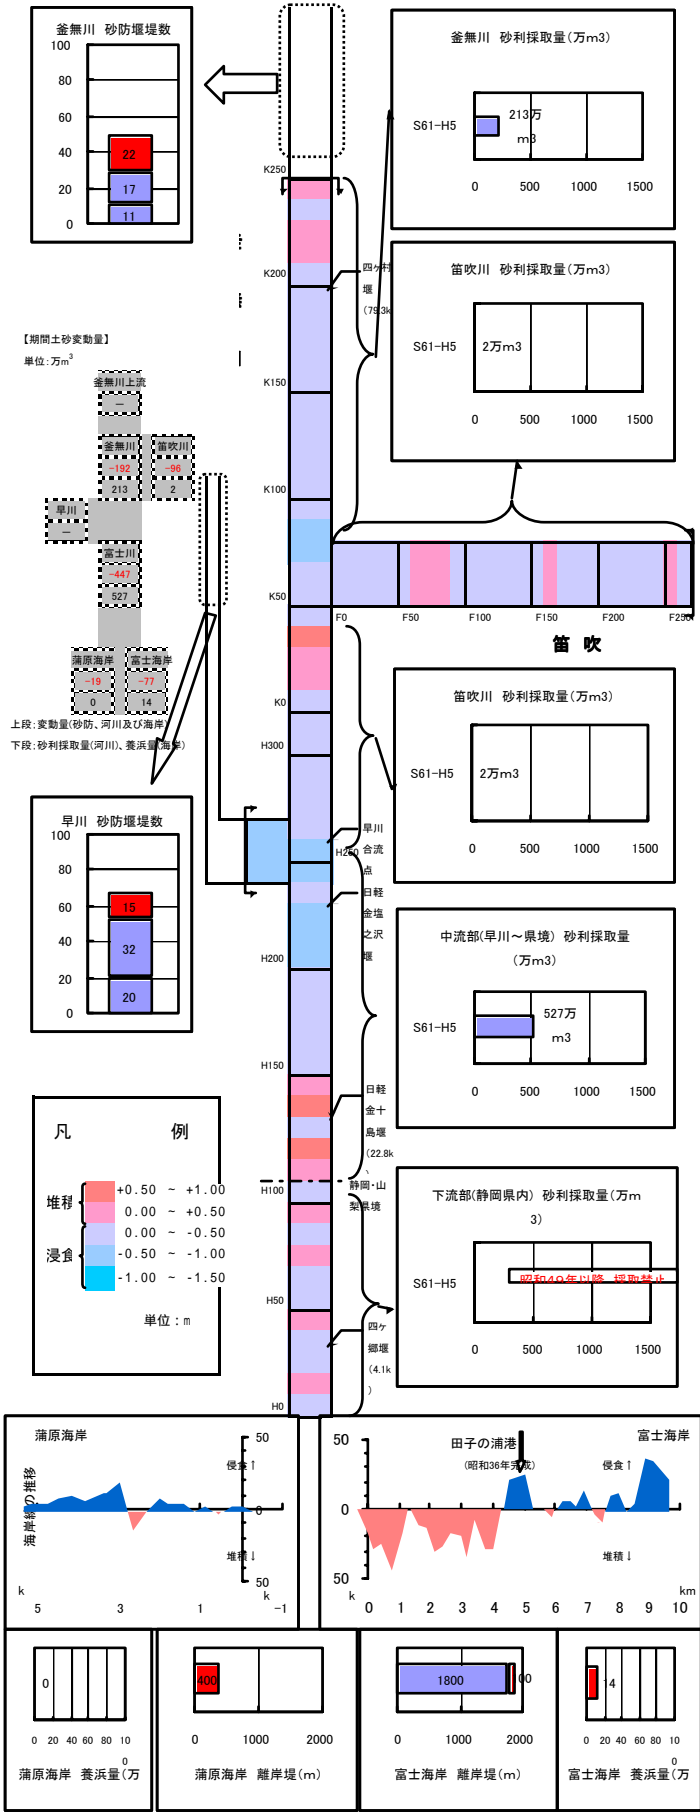 釜無川 砂防堰堤数
100
80
60
40
20
0
22
17
11
釜無川 砂利採取量(万m3)
S61-H5
213万
m3
0 500 1000 1500
笛吹川 砂利採取量(万m3)
S61-H5
2万m3
0 500 1000 1500
K250
K200
K150
K100
K50
K0
H300
H250
H200
H150
H100
H50
H0
四ヶ村
堰
(79.3k
【期間土砂変動量】
単位:万m3
釜無川上流
―
釜無川
-192
213
笛吹川
-96
2
早川
―
富士川
-447
527
蒲原海岸
-19
0
富士海岸
-77
14
上段:変動量(砂防、河川及び海岸)
下段:砂利採取量(河川)、養浜量(海岸)
F0 F50 F100 F150 F200 F250
笛 吹
笛吹川 砂利採取量(万m3)
S61-H5
2万m3
0 500 1000 1500
早川 砂防堰堤数
100
80
60
40
20
0
15
32
20
早川
合流
点
日軽
金塩
之沢
堰
中流部(早川~県境) 砂利採取量
(万m3)
S61-H5
527万
m3
0 500 1000 1500
日軽
金十
島堰
(22.8k
)
静岡・山
梨県境
凡 例
堆積
+0.50 ~ +1.00
0.00 ~ +0.50
浸食
0.00 ~ -0.50
-0.50 ~ -1.00
-1.00 ~ -1.50
単位:m
下流部(静岡県内) 砂利採取量(万m
3)
S61-H5
昭和49年以降 採取禁止
0 500 1000 1500
四ケ
郷堰
(4.1k
)
蒲原海岸
海岸線の推移
50
侵食↑
0
堆積↓
50
k
5 3 1 -1
k
富士海岸
田子の浦港
(昭和36年完成)
50
侵食↑
0
堆積↓
50
k
km
0 1 2 3 4 5 6 7 8 9 10
0
0 20 40 60 80 10
0
蒲原海岸 養浜量(万
400
0 1000 2000
蒲原海岸 離岸堤(m)
1800
100
0 1000 2000
富士海岸 離岸堤(m)
14
0 20 40 60 80 10
0
富士海岸 養浜量(万